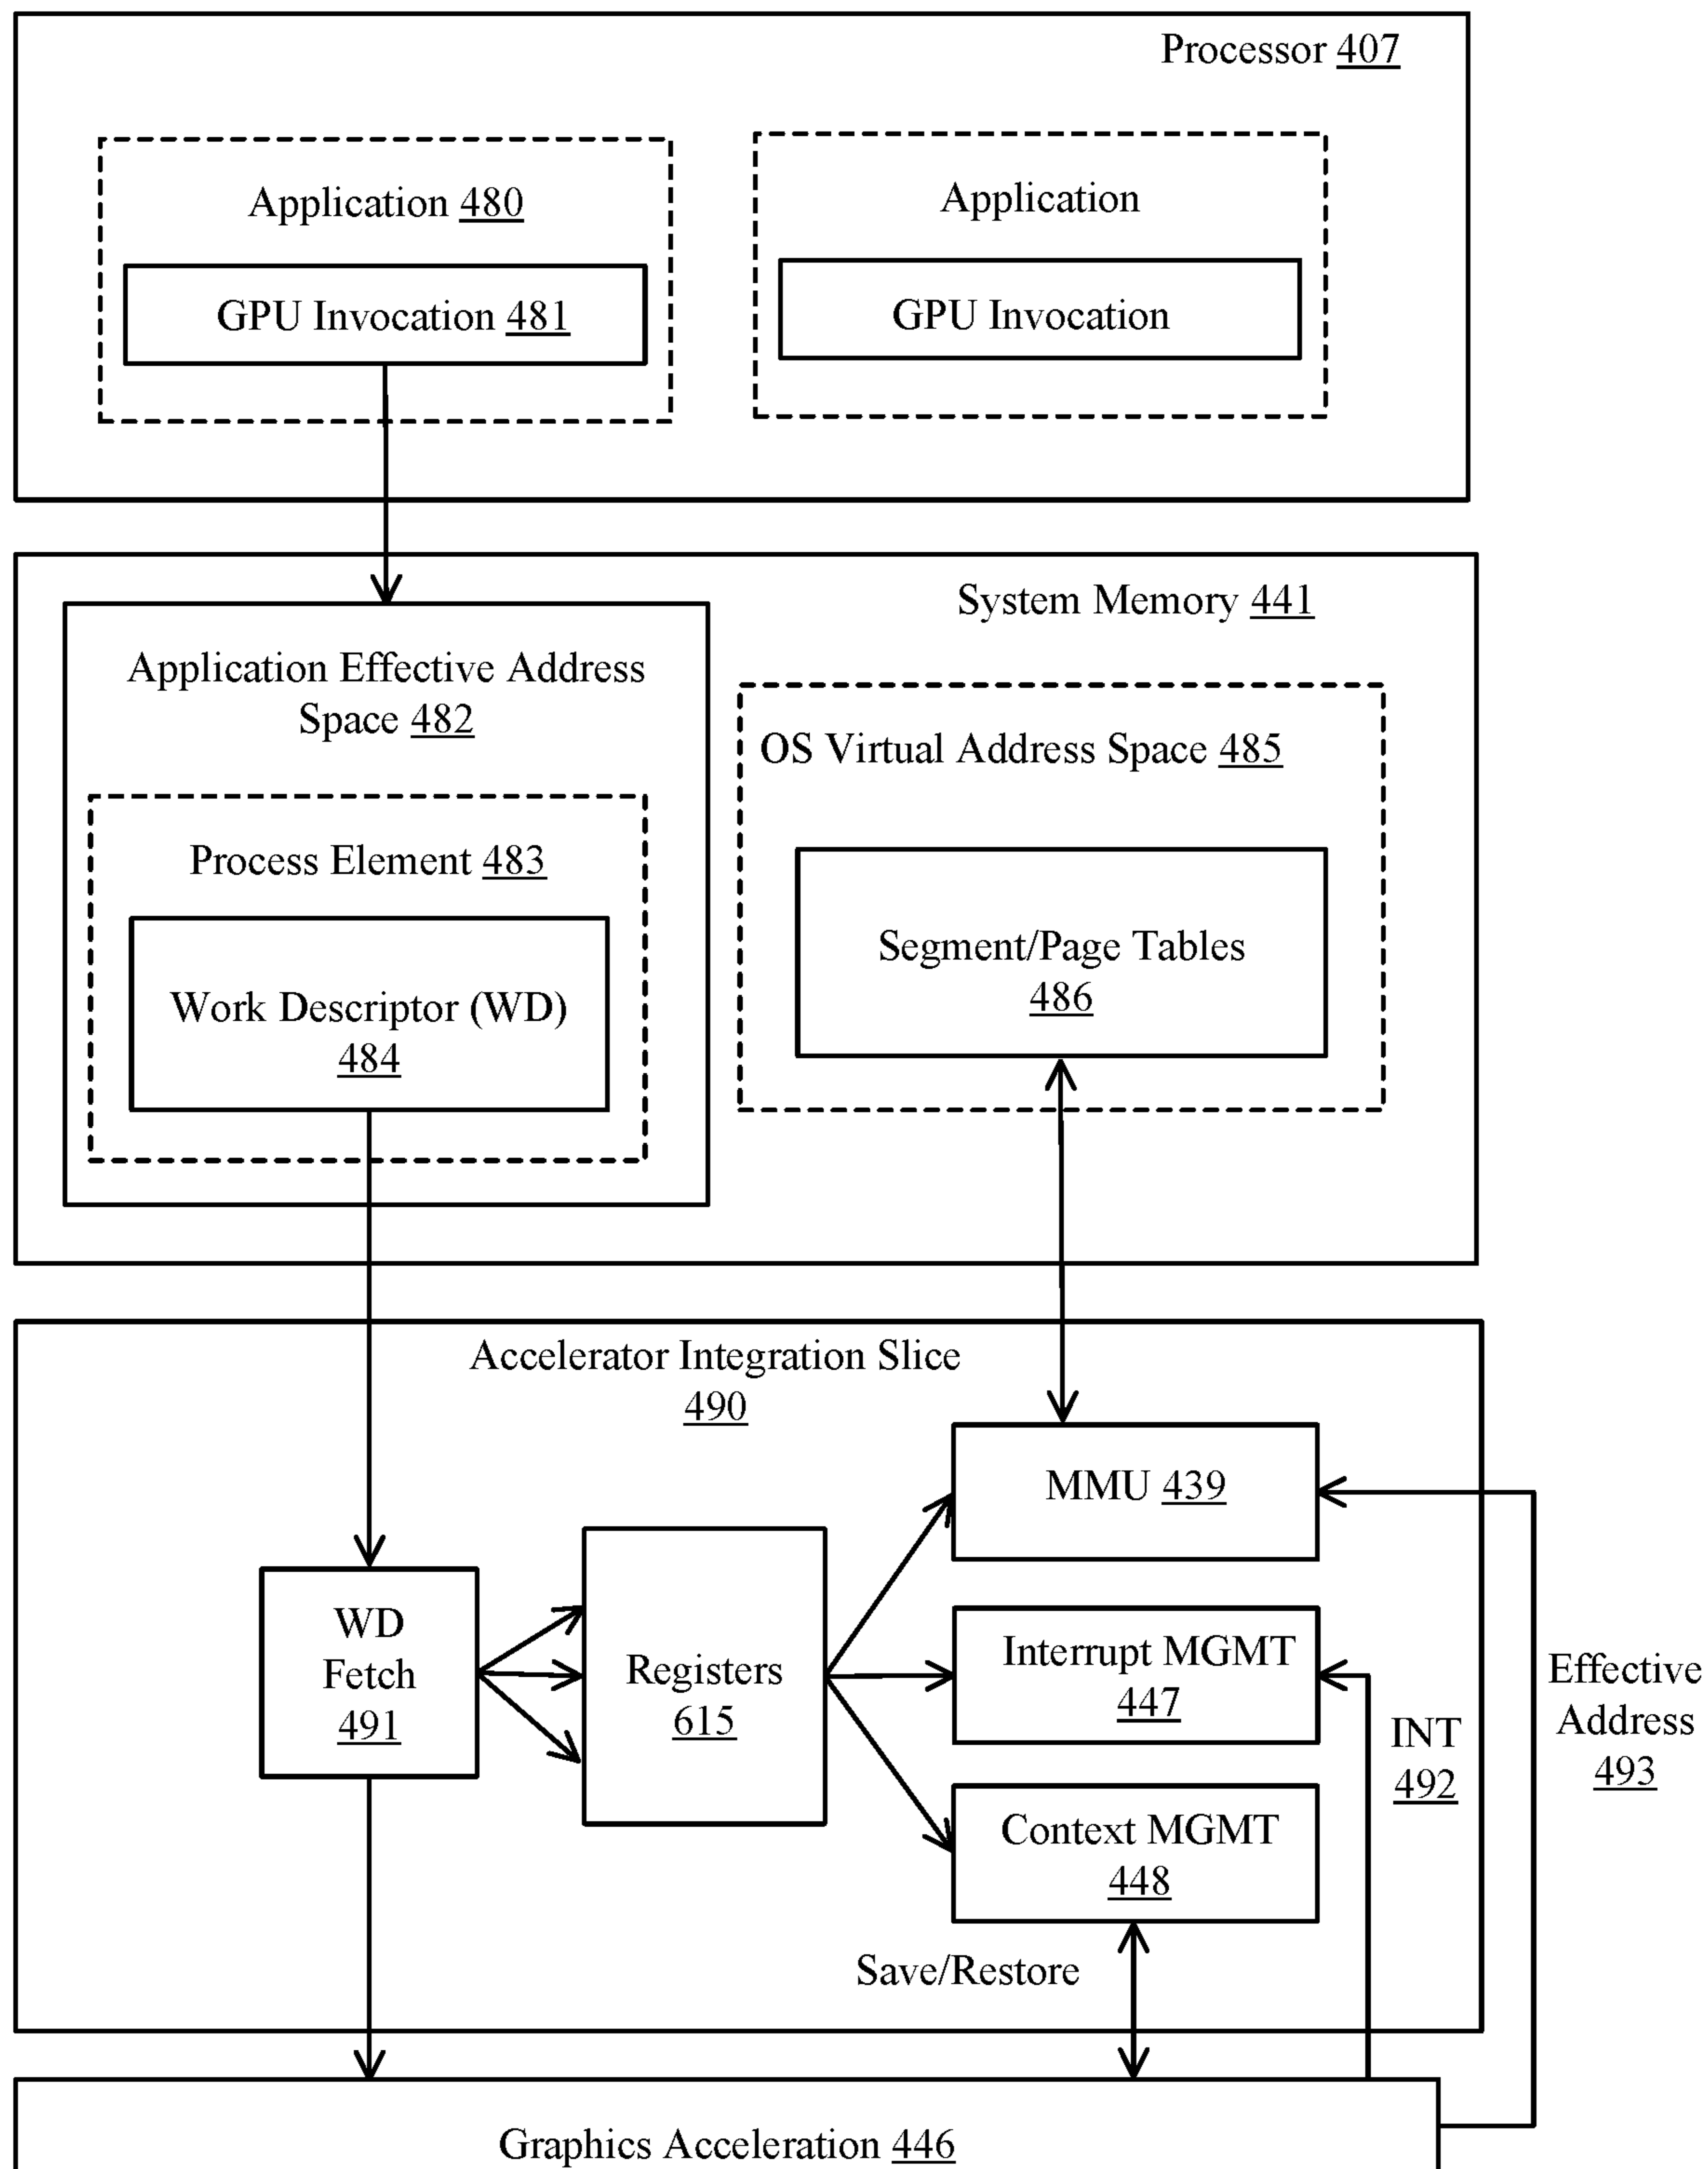 Processor 407
Application 480
Application
GPU Invocation 481
GPU Invocation
System Memory 441
Application Effective Address
Space 482
OS Virtual Address Space 485
Process Element 483
Segment/Page Tables
486
Work Descriptor (WD)
484
Accelerator Integration Slice
490
MMU 439
WD
Fetch
491
Registers
615
Interrupt MGMT
447
Effective
Address
493
INT
492
Context MGMT
448
Save/Restore
Graphics Acceleration 446